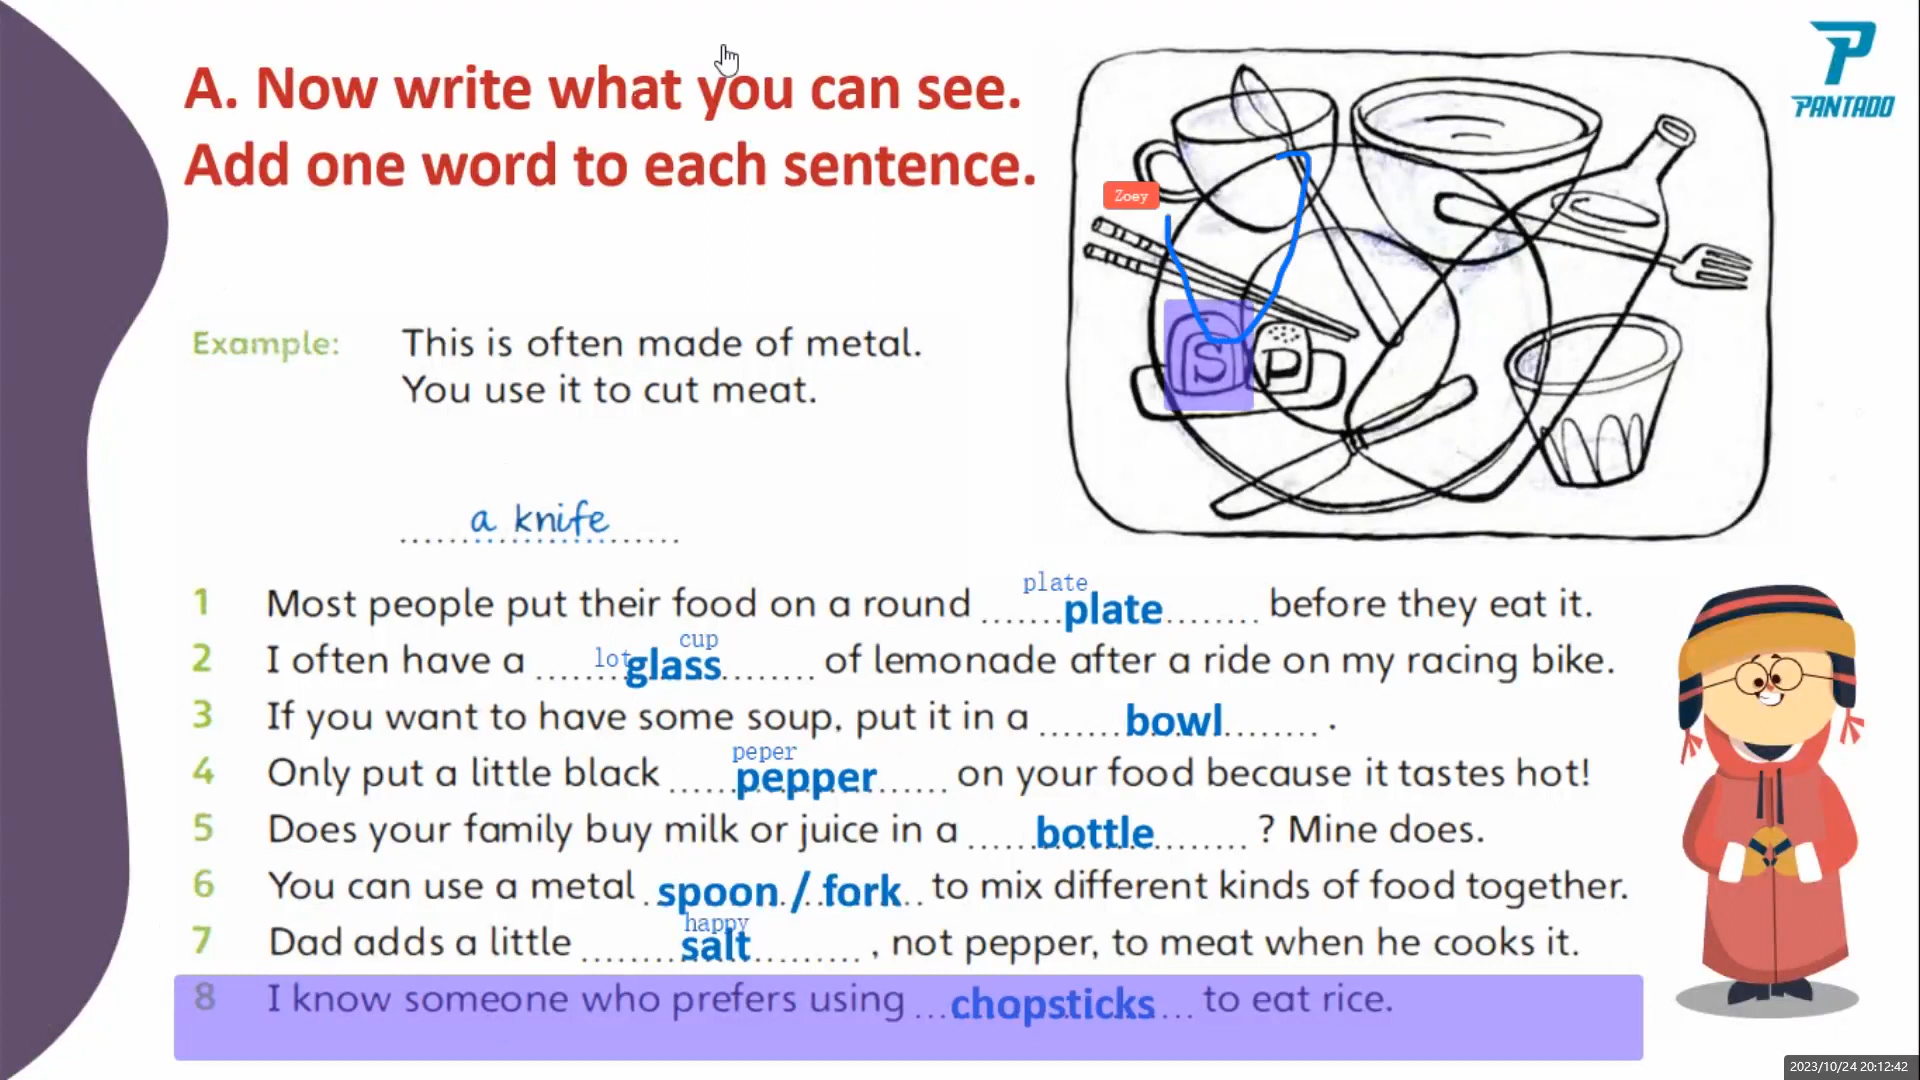 A. Now write what you can see.
Add one word to each sentence.
PANTADO
Zoey
S P
Example: This is often made of metal.
You use it to cut meat.
a knife
plate
1 Most people put their food on a round ......plate........ before they eat it.
cup
2 I often have a ......lot glass........ of lemonade after a ride on my racing bike.
3 If you want to have some soup, put it in a ......bowl........ .
peper
4 Only put a little black ......pepper...... on your food because it tastes hot!
5 Does your family buy milk or juice in a .....bottle........ ? Mine does.
6 You can use a metal .spoon / fork.. to mix different kinds of food together.
happy
7 Dad adds a little ........salt......... , not pepper, to meat when he cooks it.
8 I know someone who prefers using ...chopsticks... to eat rice.
2023/10/24 20:12:42